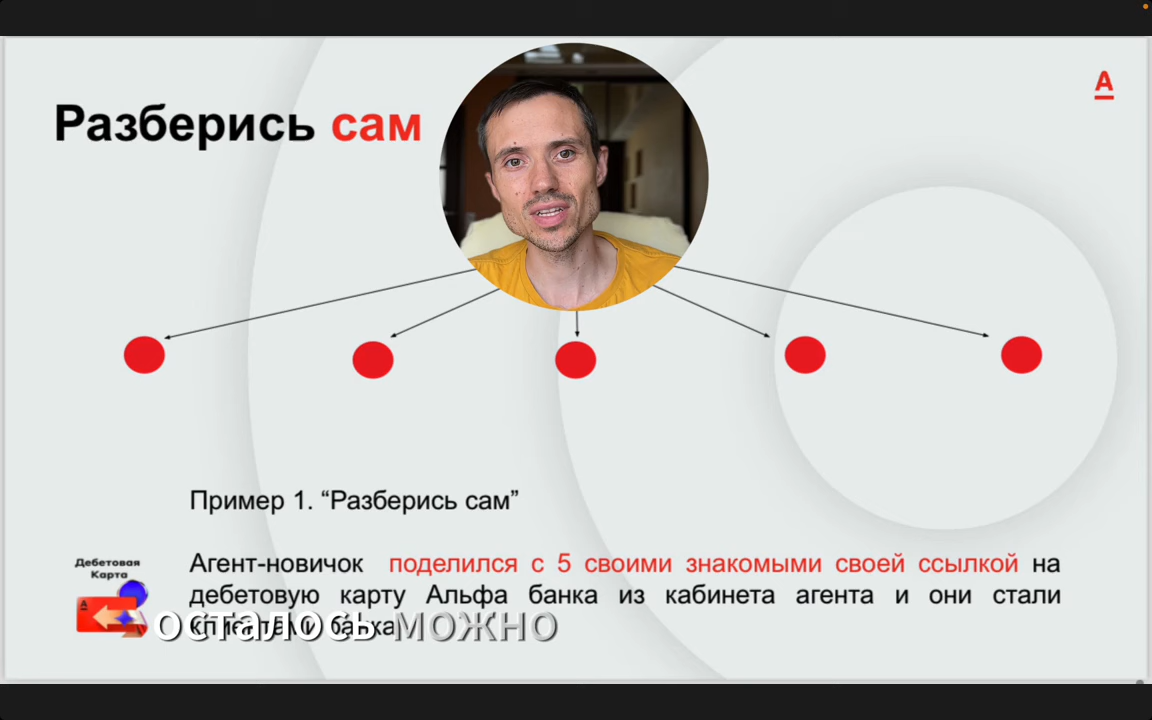 Разберись сам
А
Пример 1. “Разберись сам”
Агент-новичок поделился с 5 своими знакомыми своей ссылкой на
дебетовую карту Альфа банка из кабинета агента и они стали
Дебетовая
Карта
осталось можно